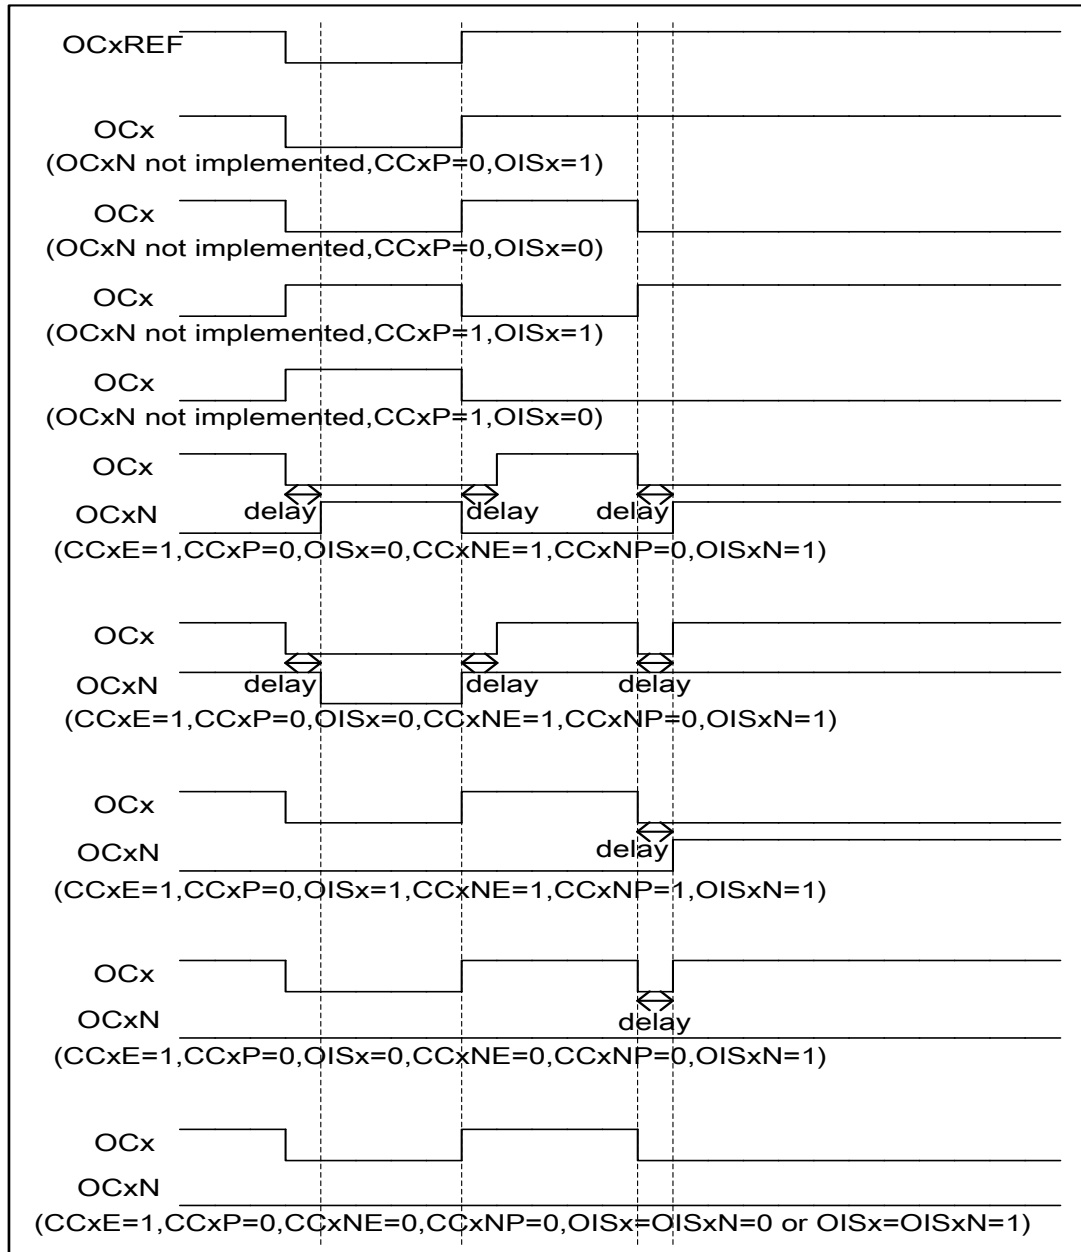 OCxREF
OCx
(OCxN not implemented,CCxP=0,OISx=1)
OCx
(OCxN not implemented,CCxP=0,OISx=0)
OCx
(OCxN not implemented,CCxP=1,OISx=1)
OCx
(OCxN not implemented,CCxP=1,OISx=0)
OCx
OCxN delay delay delay
(CCxE=1,CCxP=0,OISx=0,CCxNE=1,CCxNP=0,OISxN=1)
OCx
OCxN delay delay delay
(CCxE=1,CCxP=0,OISx=0,CCxNE=1,CCxNP=0,OISxN=1)
OCx
OCxN delay
(CCxE=1,CCxP=0,OISx=1,CCxNE=1,CCxNP=1,OISxN=1)
OCx
OCxN delay
(CCxE=1,CCxP=0,OISx=0,CCxNE=0,CCxNP=0,OISxN=1)
OCx
OCxN
(CCxE=1,CCxP=0,CCxNE=0,CCxNP=0,OISx=OISxN=0 or OISx=OISxN=1)